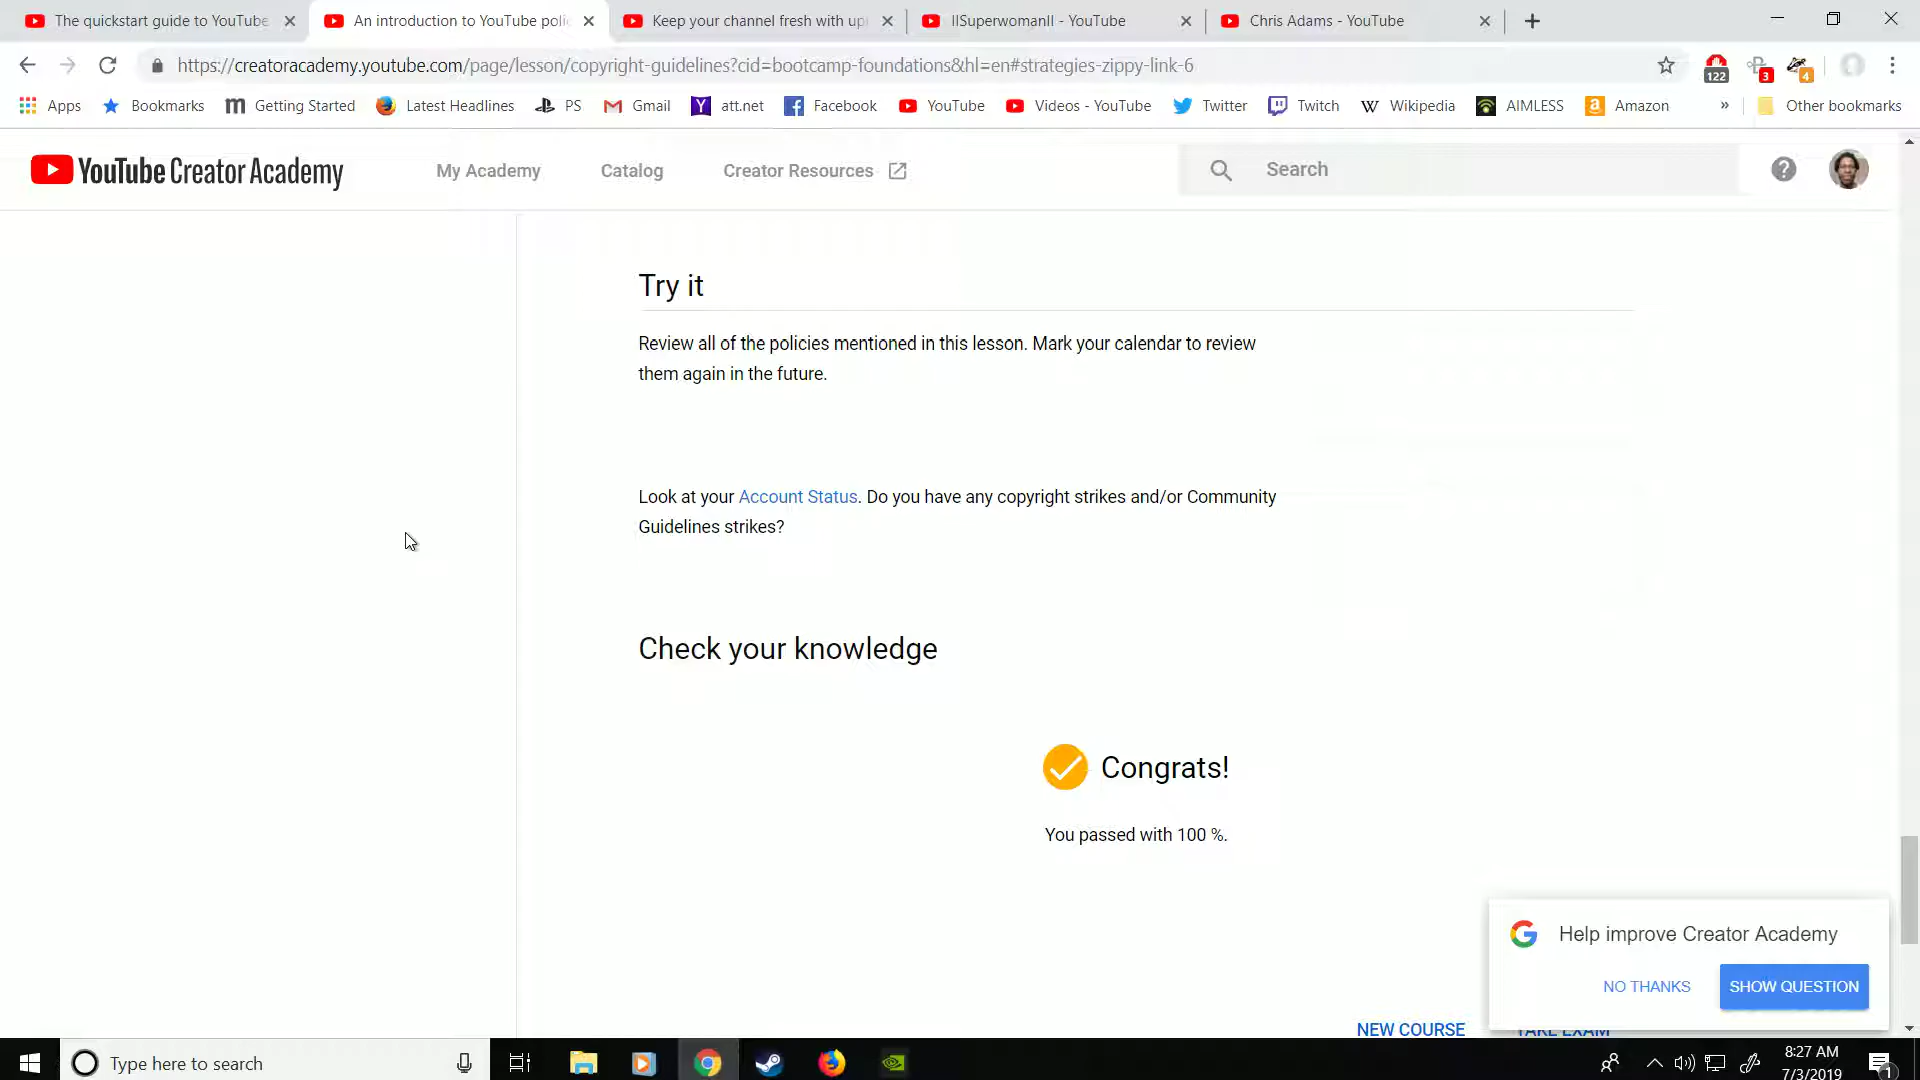 The quickstart guide to YouTube
An introduction to YouTube poli
Keep your channel fresh with up
IISuperwomanII - YouTube
Chris Adams - YouTube
https://creatoracademy.youtube.com/page/lesson/copyright-guidelines?cid=bootcamp-foundations&hl=en#strategies-zippy-link-6
122
3
4
Apps
Bookmarks
Getting Started
Latest Headlines
PS
Gmail
att.net
Facebook
YouTube
Videos - YouTube
Twitter
Twitch
Wikipedia
AIMLESS
Amazon
»
Other bookmarks
YouTube Creator Academy
My Academy
Catalog
Creator Resources
Search
Try it
Review all of the policies mentioned in this lesson. Mark your calendar to review
them again in the future.
Look at your Account Status. Do you have any copyright strikes and/or Community
Guidelines strikes?
Check your knowledge
Congrats!
You passed with 100 %.
Help improve Creator Academy
NO THANKS
SHOW QUESTION
NEW COURSE
TAKE EXAM
Type here to search
8:27 AM
7/3/2019
1